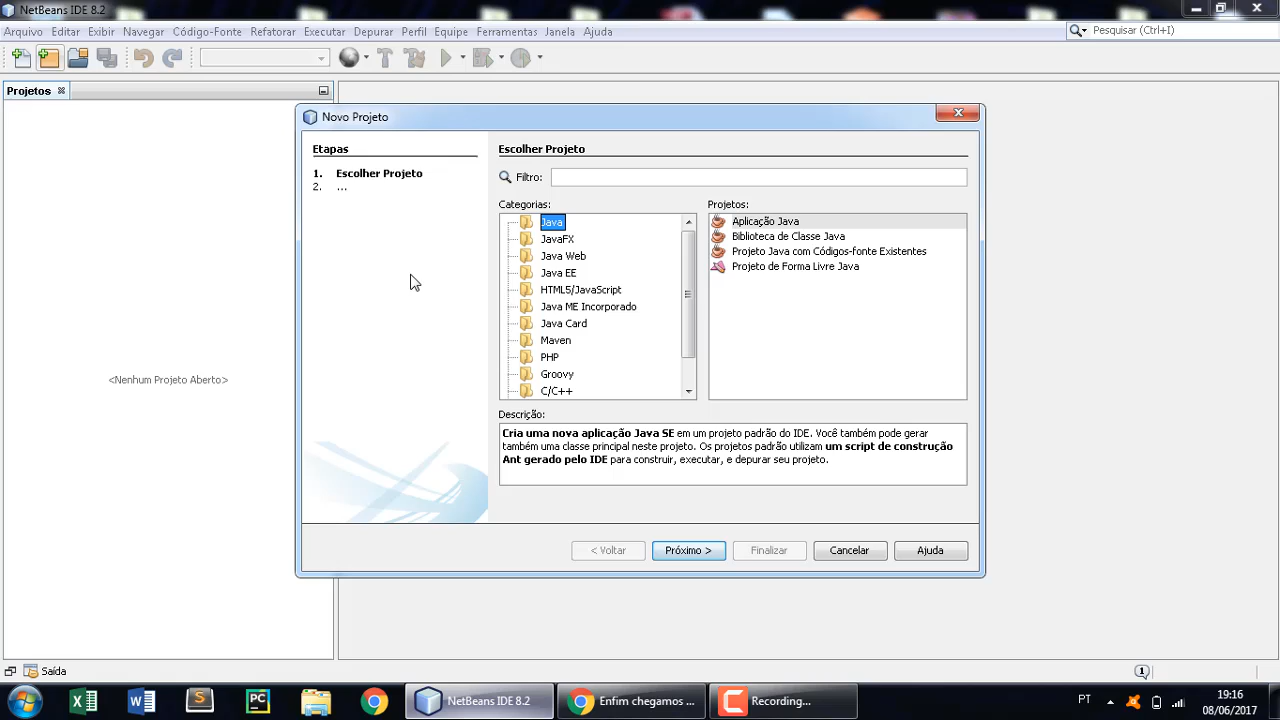 NetBeans IDE 8.2
Arquivo Editar Exibir Navegar Código-Fonte Refatorar Executar Depurar Perfil Equipe Ferramentas Janela Ajuda
Pesquisar (Ctrl+I)
Projetos
<Nenhum Projeto Aberto>
Novo Projeto
Etapas
1. Escolher Projeto
2. ...
Escolher Projeto
Filtro:
Categorias:
Java
JavaFX
Java Web
Java EE
HTML5/JavaScript
Java ME Incorporado
Java Card
Maven
PHP
Groovy
C/C++
Projetos:
Aplicação Java
Biblioteca de Classe Java
Projeto Java com Códigos-fonte Existentes
Projeto de Forma Livre Java
Descrição:
Cria uma nova aplicação Java SE em um projeto padrão do IDE. Você também pode gerar
também uma classe principal neste projeto. Os projetos padrão utilizam um script de construção
Ant gerado pelo IDE para construir, executar, e depurar seu projeto.
< Voltar
Próximo >
Finalizar
Cancelar
Ajuda
Saída
1
NetBeans IDE 8.2
Enfim chegamos ...
Recording...
PT
19:16
08/06/2017